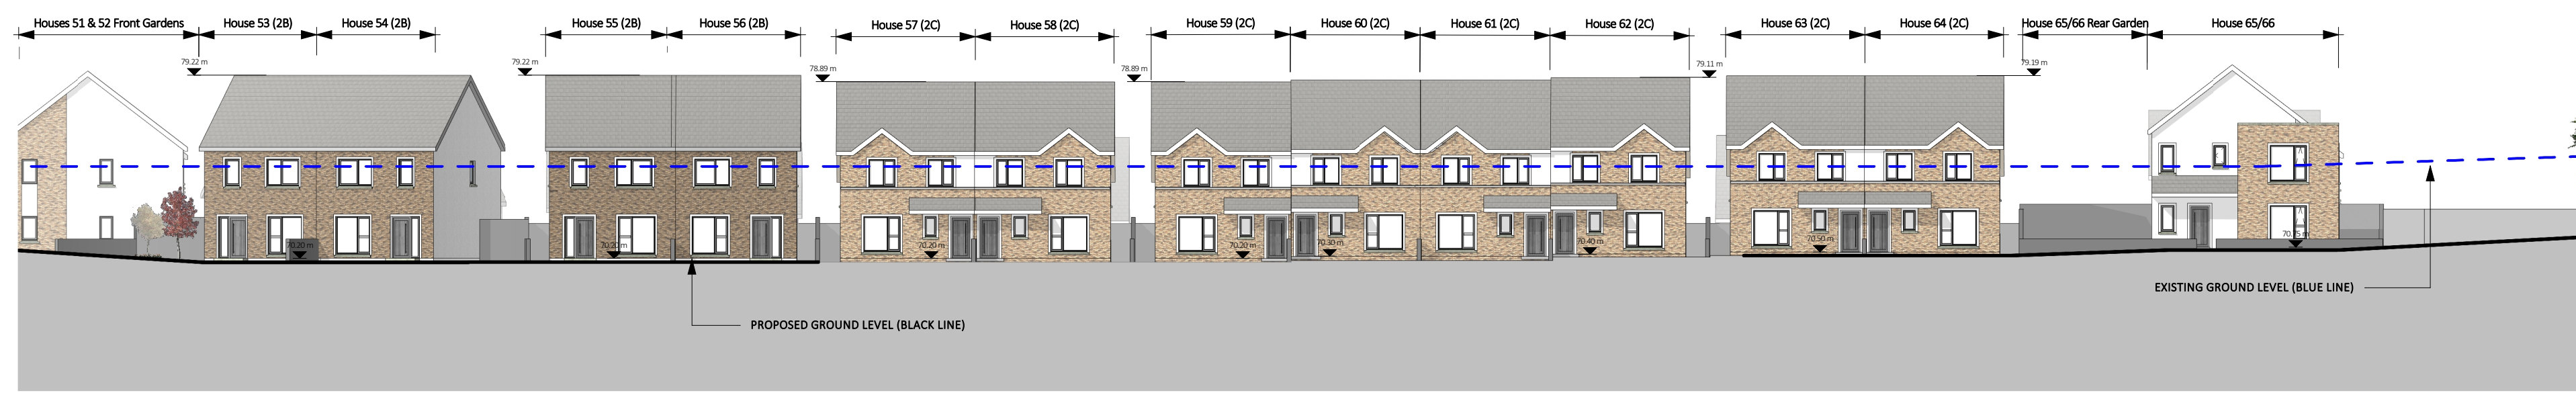 Houses 51 & 52 Front Gardens
House 53 (2B)
House 54 (2B)
House 55 (2B)
House 56 (2B)
House 57 (2C)
House 58 (2C)
House 59 (2C)
House 60 (2C)
House 61 (2C)
House 62 (2C)
House 63 (2C)
House 64 (2C)
House 65/66 Rear Garden
House 65/66
79.22 m
79.22 m
78.89 m
78.89 m
79.11 m
79.19 m
70.20 m
70.20 m
70.20 m
70.20 m
70.30 m
70.40 m
70.50 m
70.75 m
EXISTING GROUND LEVEL (BLUE LINE)
PROPOSED GROUND LEVEL (BLACK LINE)